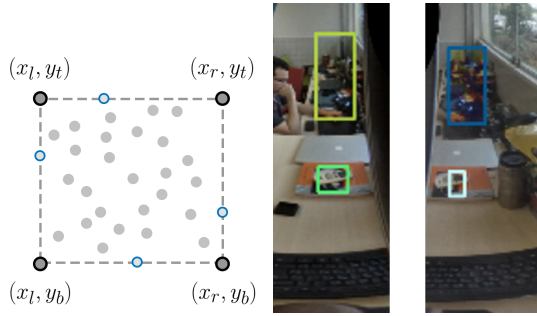 (x_l, y_t) (x_r, y_t)
(x_l, y_b) (x_r, y_b)